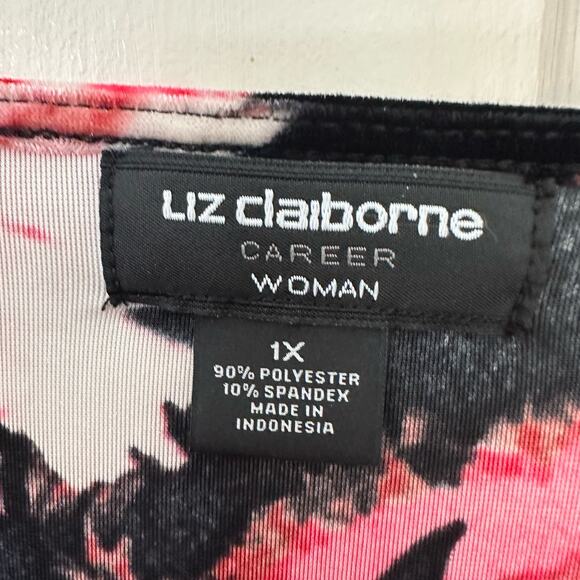 Liz claiborne
CAREER
WOMAN
1X
90% POLYESTER
10% SPANDEX
MADE IN
INDONESIA